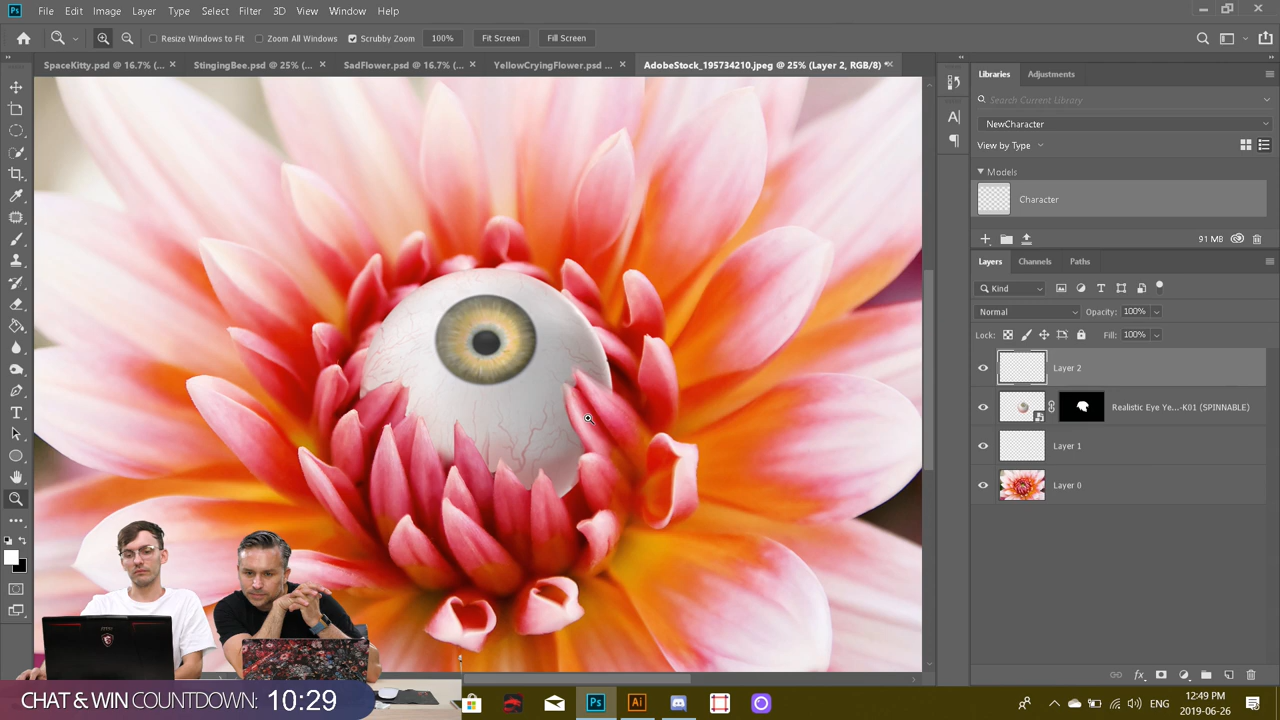 Ps File Edit Image Layer Type Select Filter 3D View Window Help
Resize Windows to Fit Zoom All Windows Scrubby Zoom 100% Fit Screen Fill Screen
SpaceKitty.psd @ 16.7% (... StingingBee.psd @ 25% (... SadFlower.psd @ 16.7% (... YellowCryingFlower.psd ... AdobeStock_195734210.jpeg @ 25% (Layer 2, RGB/8) *
Libraries Adjustments
Search Current Library
NewCharacter
View by Type
Models
Character
91 MB
Layers Channels Paths
Kind
Normal Opacity: 100%
Lock: Fill: 100%
Layer 2
Realistic Eye Ye...-K01 (SPINNABLE)
Layer 1
Layer 0
CHAT & WIN COUNTDOWN: 10:29
Ps Ai
ENG
12:49 PM
2019-06-26